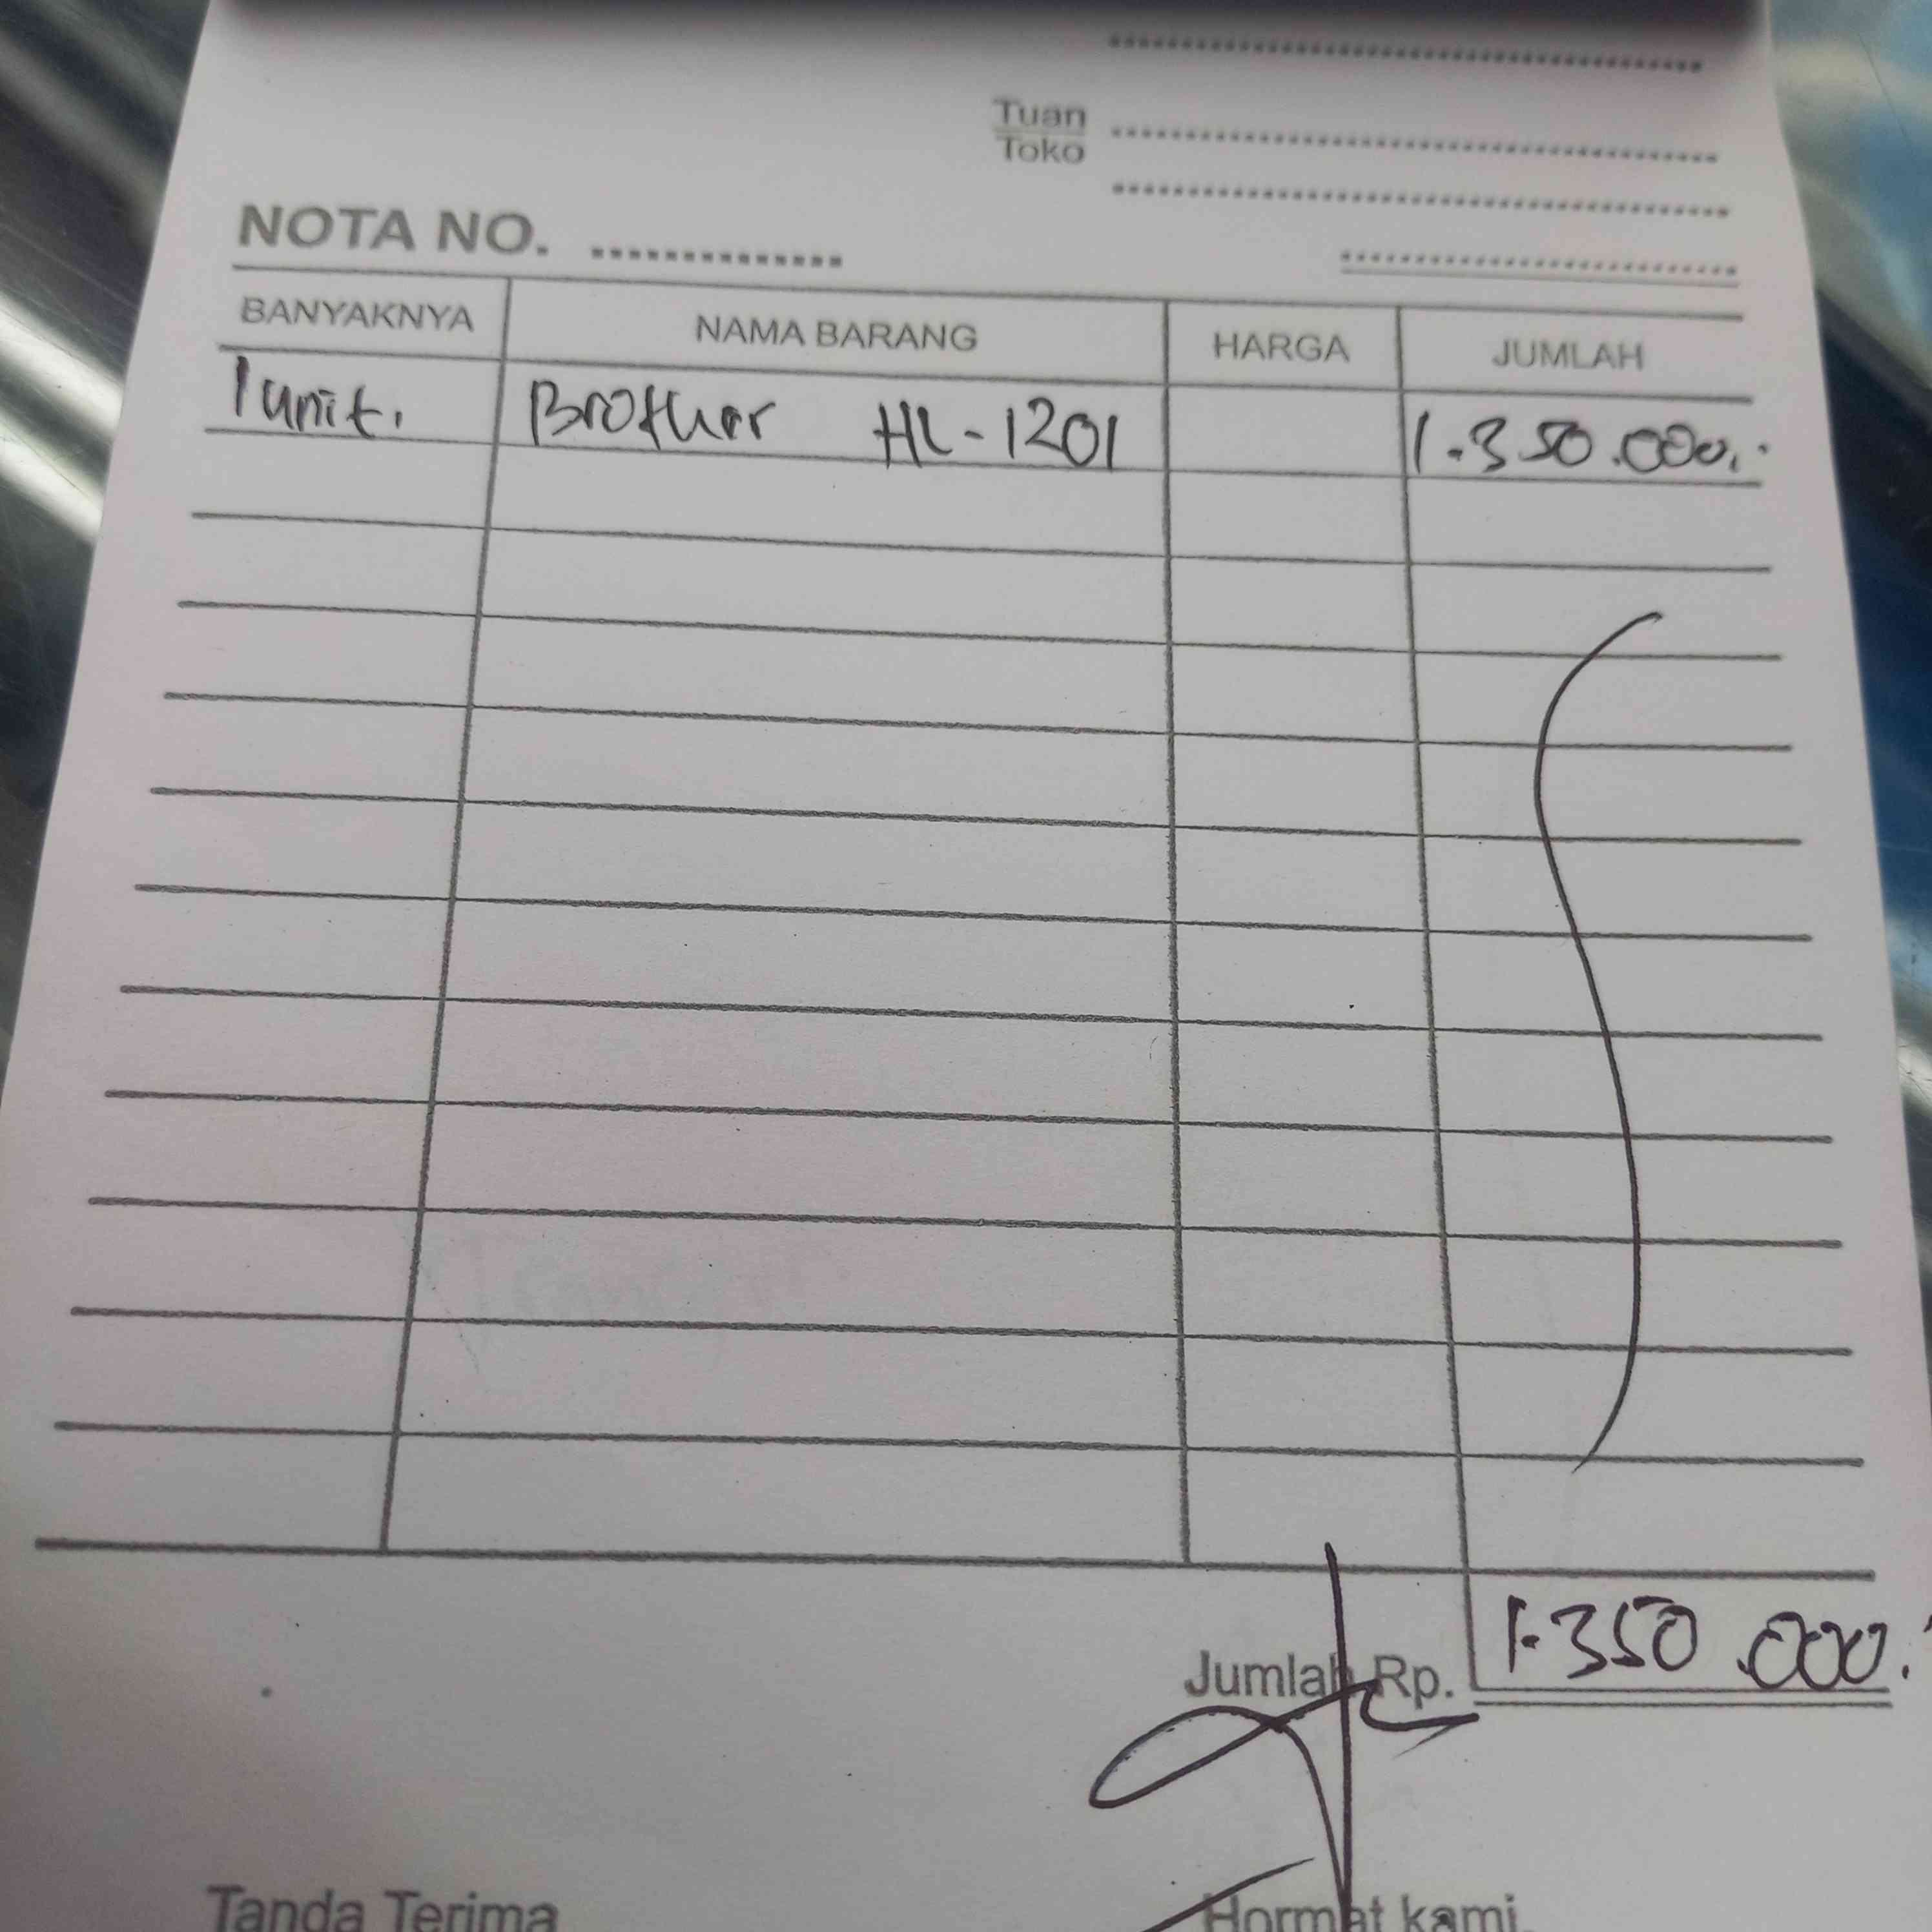 Tuan
Toko
NOTA NO. ..............
BANYAKNYA NAMA BARANG HARGA JUMLAH
1 unit. Brother HL-1201 1.350.000,-
Jumlah Rp. 1.350.000.-
Tanda Terima Hormat kami,